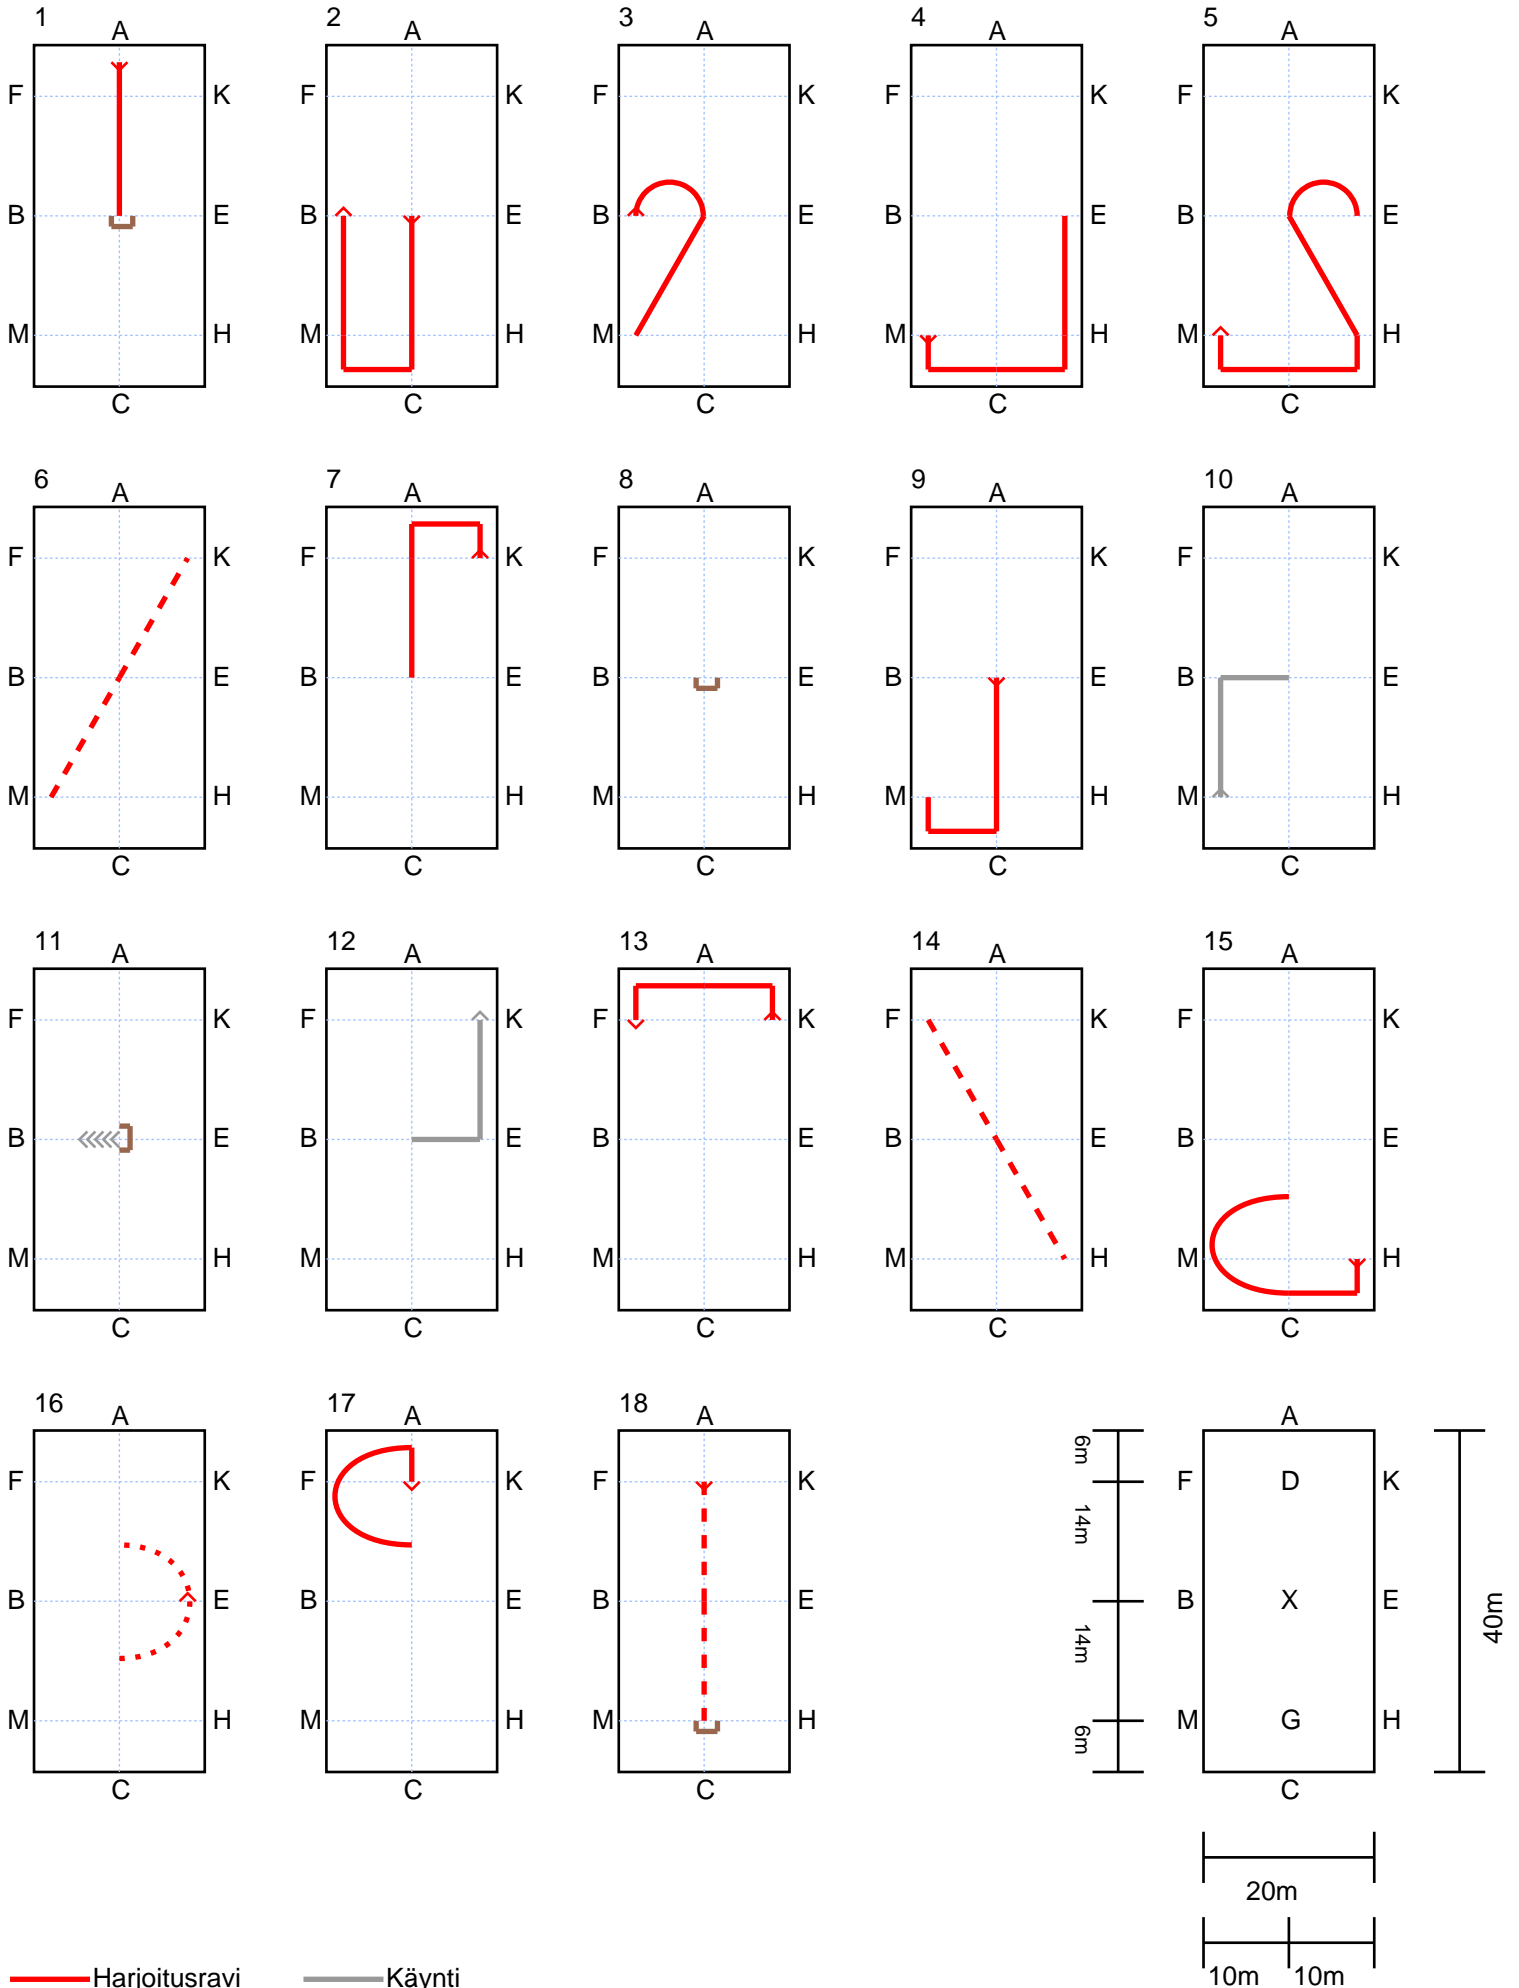 1 2 3 4 5
A A A A A
F K F K F K F K F K
B E B E B E B E B E
M H M H M H M H M H
C C C C C
6 7 8 9 10
A A A A A
F K F K F K F K F K
B E B E B E B E B E
M H M H M H M H M H
C C C C C
11 12 13 14 15
A A A A A
F K F K F K F K F K
B E B E B E B E B E
M H M H M H M H M H
C C C C C
16 17 18
A A A A
6m
F K F K F K F D K
14m
B E B E B E B X E
40m
14m
M H M H M H M G H
6m
C C C C
20m
10m 10m
Harjoitusravi Käynti